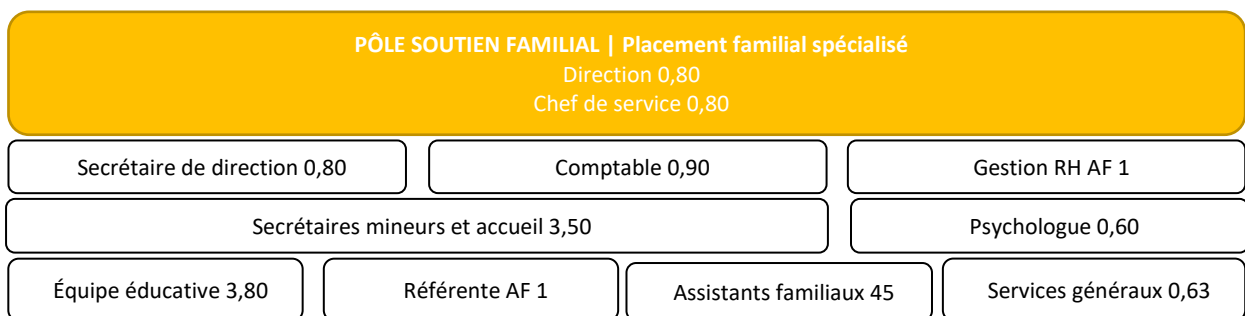 PÔLE SOUTIEN FAMILIAL | Placement familial spécialisé
Direction 0,80
Chef de service 0,80
Secrétaire de direction 0,80
Comptable 0,90
Gestion RH AF 1
Secrétaires mineurs et accueil 3,50
Psychologue 0,60
Équipe éducative 3,80
Référente AF 1
Assistants familiaux 45
Services généraux 0,63